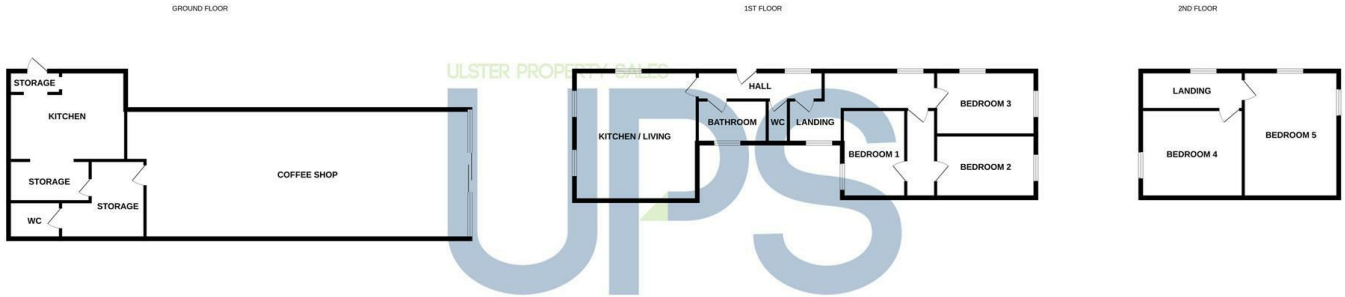 GROUND FLOOR
STORAGE
KITCHEN
STORAGE
STORAGE
WC
COFFEE SHOP
1ST FLOOR
ULSTER PROPERTY SALES
UPS
HALL
KITCHEN / LIVING
BATHROOM
WC
LANDING
BEDROOM 1
BEDROOM 3
BEDROOM 2
2ND FLOOR
LANDING
BEDROOM 4
BEDROOM 5